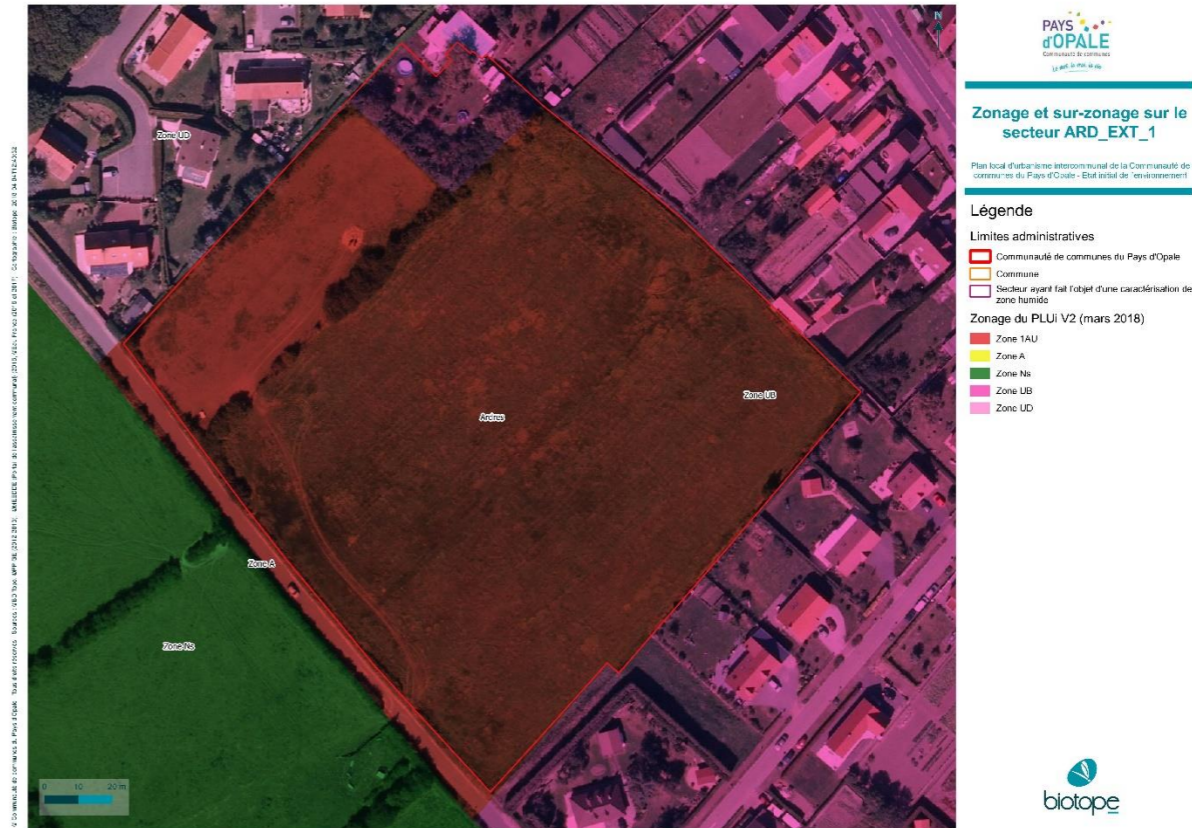 PAYS
d'OPALE
Communauté de communes
Zonage et sur-zonage sur le
secteur ARD_EXT_1
Plan local d'urbanisme intercommunal de la Communauté de
communes du Pays d'Opale - Etat initial de l'environnement
Légende
Limites administratives
Communauté de communes du Pays d'Opale
Commune
Secteur ayant fait l'objet d'une caractérisation de
zone humide
Zonage du PLUi V2 (mars 2018)
Zone 1AU
Zone A
Zone Ns
Zone UB
Zone UD
N
Zone UD
Ardres
Zone UB
Zone A
Zone Ns
0 10 20 m
biotope